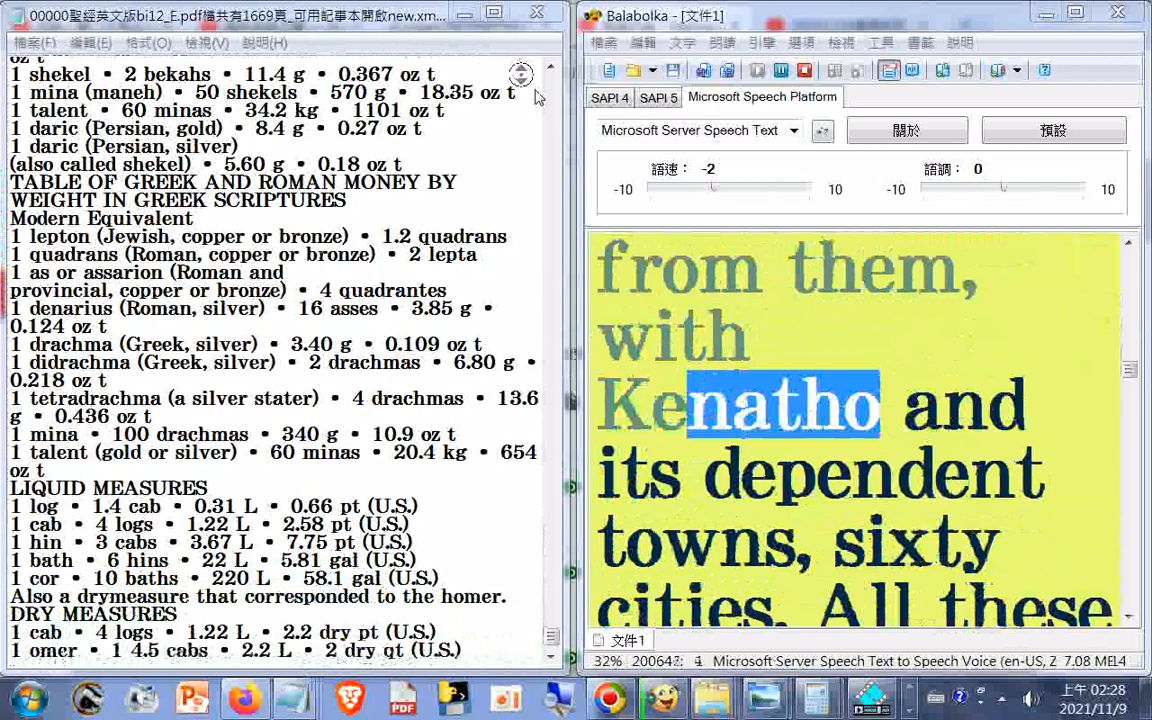 00000聖經英文版bi12_E.pdf檔共有1669頁_可用記事本開啟new.xm...
檔案(F) 編輯(E) 格式(O) 檢視(V) 說明(H)
oz t
1 shekel • 2 bekahs • 11.4 g • 0.367 oz t
1 mina (maneh) • 50 shekels • 570 g • 18.35 oz t
1 talent • 60 minas • 34.2 kg • 1101 oz t
1 daric (Persian, gold) • 8.4 g • 0.27 oz t
1 daric (Persian, silver)
(also called shekel) • 5.60 g • 0.18 oz t
TABLE OF GREEK AND ROMAN MONEY BY
WEIGHT IN GREEK SCRIPTURES
Modern Equivalent
1 lepton (Jewish, copper or bronze) • 1.2 quadrans
1 quadrans (Roman, copper or bronze) • 2 lepta
1 as or assarion (Roman and
provincial, copper or bronze) • 4 quadrantes
1 denarius (Roman, silver) • 16 asses • 3.85 g •
0.124 oz t
1 drachma (Greek, silver) • 3.40 g • 0.109 oz t
1 didrachma (Greek, silver) • 2 drachmas • 6.80 g •
0.218 oz t
1 tetradrachma (a silver stater) • 4 drachmas • 13.6
g • 0.436 oz t
1 mina • 100 drachmas • 340 g • 10.9 oz t
1 talent (gold or silver) • 60 minas • 20.4 kg • 654
oz t
LIQUID MEASURES
1 log • 1.4 cab • 0.31 L • 0.66 pt (U.S.)
1 cab • 4 logs • 1.22 L • 2.58 pt (U.S.)
1 hin • 3 cabs • 3.67 L • 7.75 pt (U.S.)
1 bath • 6 hins • 22 L • 5.81 gal (U.S.)
1 cor • 10 baths • 220 L • 58.1 gal (U.S.)
Also a drymeasure that corresponded to the homer.
DRY MEASURES
1 cab • 4 logs • 1.22 L • 2.2 dry pt (U.S.)
1 omer • 1 4.5 cabs • 2.2 L • 2 dry qt (U.S.)
Balabolka - [文件1]
檔案 編輯 文字 朗讀 引擎 選項 檢視 工具 書籤 說明
SAPI 4 SAPI 5 Microsoft Speech Platform
Microsoft Server Speech Text 關於 預設
語速： -2 語調： 0
-10 10 -10 10
from them,
with
Kenatho and
its dependent
towns, sixty
cities. All these
文件1
32% Microsoft Server Speech Text to Speech Voice (en-US, Z
PDF
上午 02:28
2021/11/9